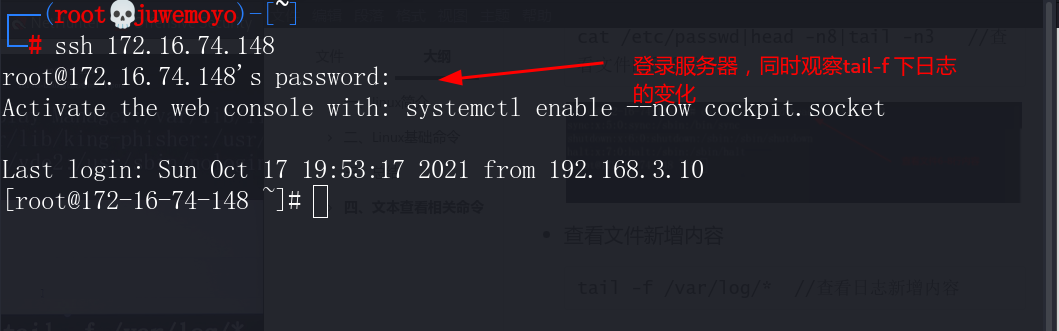 ┌──(root💀juwemoyo)-[~]
└─# ssh 172.16.74.148
root@172.16.74.148's password:
Activate the web console with: systemctl enable --now cockpit.socket
Last login: Sun Oct 17 19:53:17 2021 from 192.168.3.10
[root@172-16-74-148 ~]#
登录服务器，同时观察tail-f 下日志
的变化
cat /etc/passwd|head -n8|tail -n3 //查
文件
大纲
二、Linux基础命令
四、文本查看相关命令
查看文件新增内容
tail -f /var/log/* //查看日志新增内容
tail -f /var/log/*